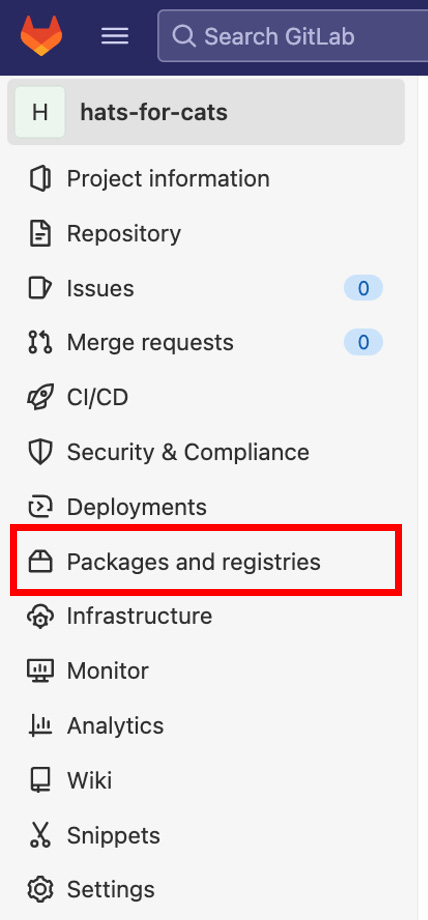 Search GitLab
H hats-for-cats
Project information
Repository
Issues 0
Merge requests 0
CI/CD
Security & Compliance
Deployments
Packages and registries
Infrastructure
Monitor
Analytics
Wiki
Snippets
Settings